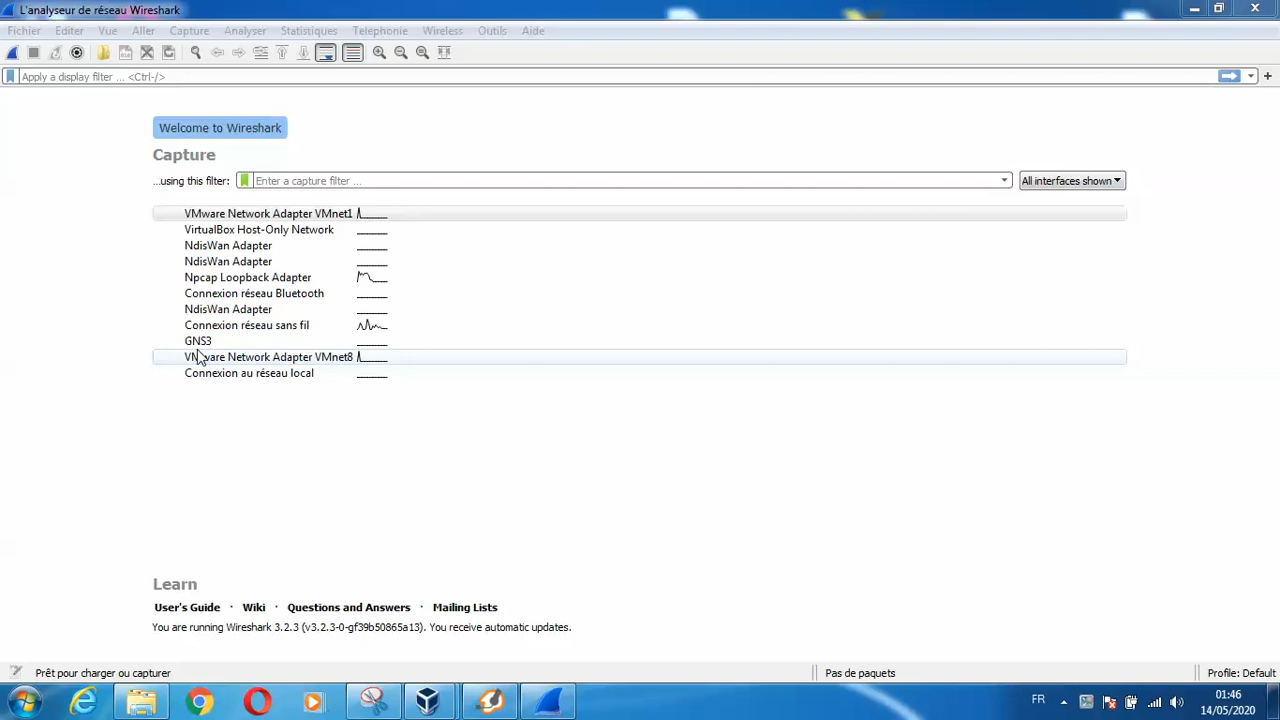 L'analyseur de réseau Wireshark
Fichier Editer Vue Aller Capture Analyser Statistiques Telephonie Wireless Outils Aide
Apply a display filter ... <Ctrl-/>
Welcome to Wireshark
Capture
...using this filter: Enter a capture filter ... All interfaces shown
VMware Network Adapter VMnet1
VirtualBox Host-Only Network
NdisWan Adapter
NdisWan Adapter
Npcap Loopback Adapter
Connexion réseau Bluetooth
NdisWan Adapter
Connexion réseau sans fil
GNS3
VMware Network Adapter VMnet8
Connexion au réseau local
Learn
User's Guide · Wiki · Questions and Answers · Mailing Lists
You are running Wireshark 3.2.3 (v3.2.3-0-gf39b50865a13). You receive automatic updates.
Prêt pour charger ou capturer Pas de paquets Profile: Default
FR 01:46
14/05/2020